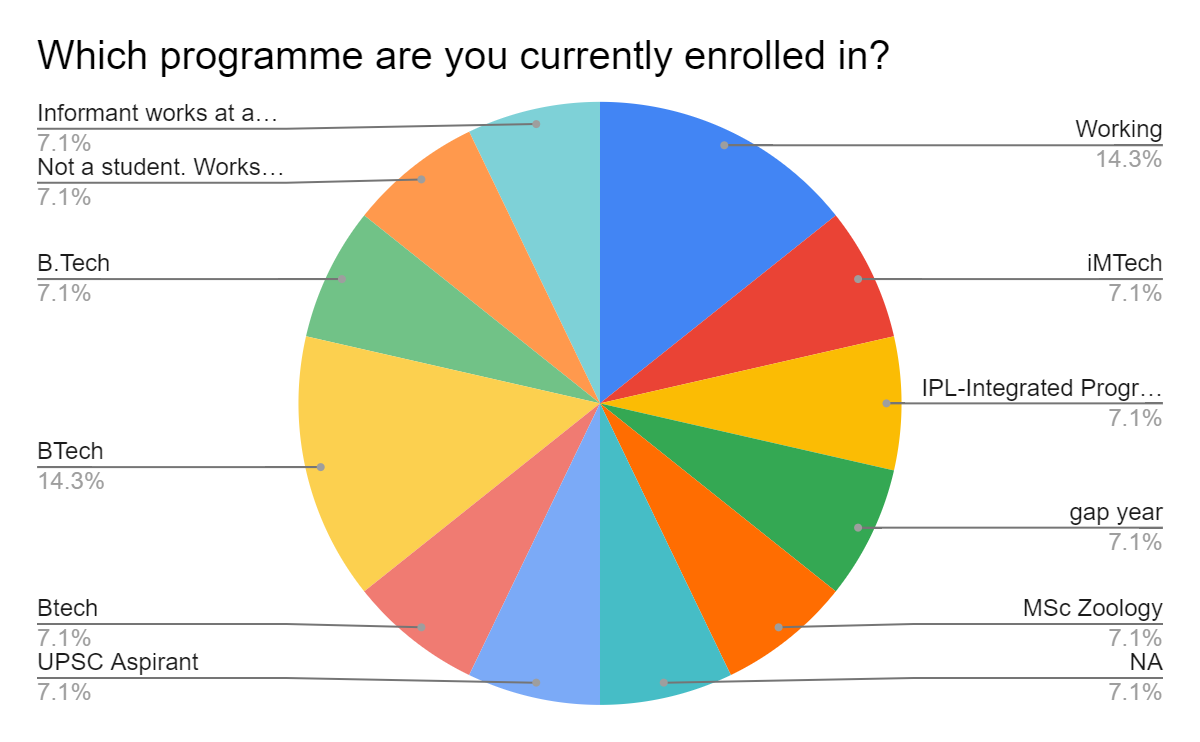 Which programme are you currently enrolled in?
Informant works at a…
7.1%
Not a student. Works…
7.1%
B.Tech
7.1%
BTech
14.3%
Btech
7.1%
UPSC Aspirant
7.1%
Working
14.3%
iMTech
7.1%
IPL-Integrated Progr…
7.1%
gap year
7.1%
MSc Zoology
7.1%
NA
7.1%